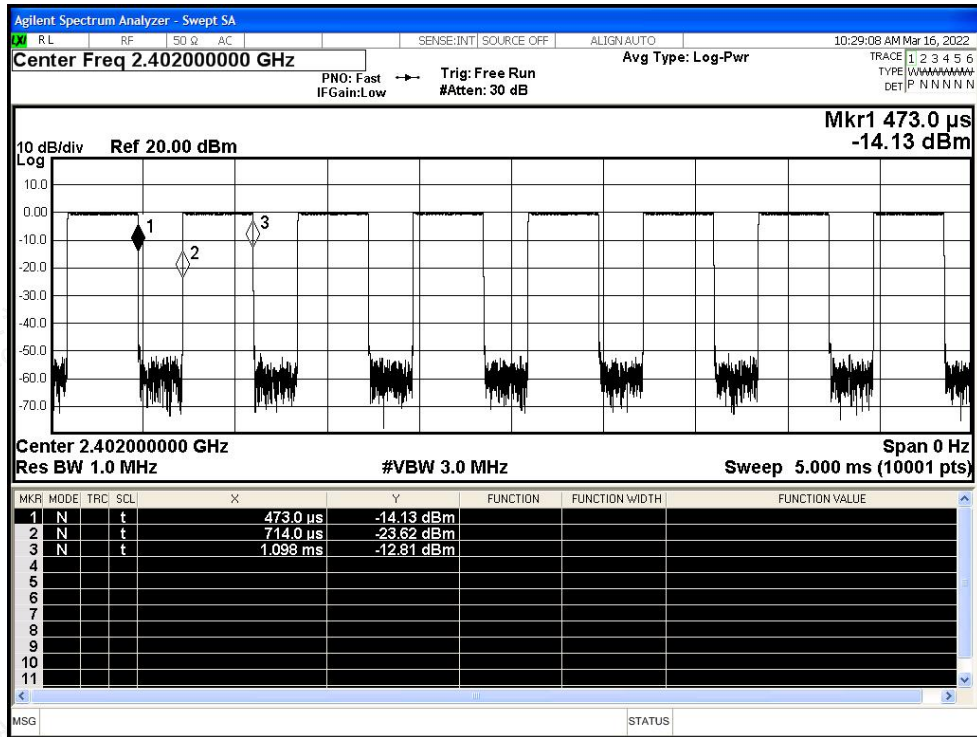 Agilent Spectrum Analyzer - Swept SA
LXI RL RF 50 Ω AC SENSE:INT SOURCE OFF ALIGN AUTO 10:29:08 AM Mar 16, 2022
Center Freq 2.402000000 GHz
PNO: Fast
IFGain:Low
Trig: Free Run
#Atten: 30 dB
Avg Type: Log-Pwr
TRACE 1 2 3 4 5 6
TYPE WWWWWW
DET P N N N N N
Mkr1 473.0 µs
-14.13 dBm
10 dB/div Ref 20.00 dBm
Log
10.0
0.00
-10.0
-20.0
-30.0
-40.0
-50.0
-60.0
-70.0
1
2
3
Center 2.402000000 GHz Span 0 Hz
Res BW 1.0 MHz #VBW 3.0 MHz Sweep 5.000 ms (10001 pts)
MKR MODE TRC SCL X Y FUNCTION FUNCTION WIDTH FUNCTION VALUE
1 N t 473.0 µs -14.13 dBm
2 N t 714.0 µs -23.62 dBm
3 N t 1.098 ms -12.81 dBm
4
5
6
7
8
9
10
11
MSG STATUS